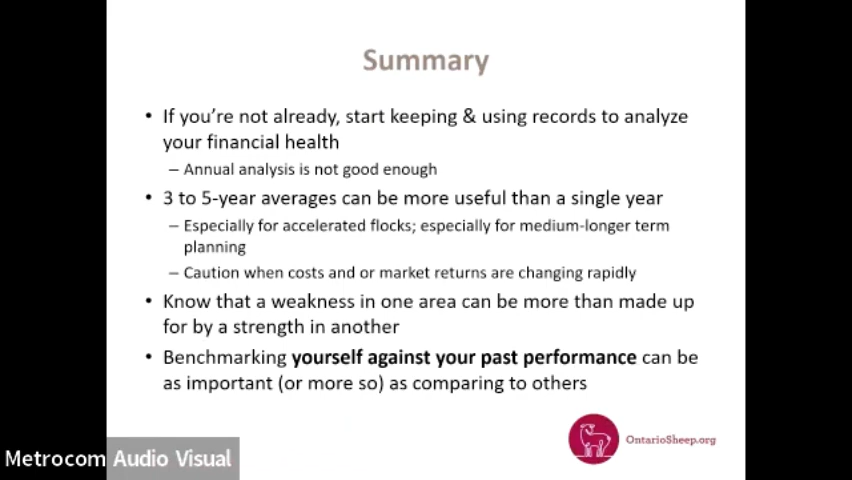 Summary
• If you’re not already, start keeping & using records to analyze
your financial health
– Annual analysis is not good enough
• 3 to 5-year averages can be more useful than a single year
– Especially for accelerated flocks; especially for medium-longer term
planning
– Caution when costs and or market returns are changing rapidly
• Know that a weakness in one area can be more than made up
for by a strength in another
• Benchmarking yourself against your past performance can be
as important (or more so) as comparing to others
OntarioSheep.org
Metrocom Audio Visual